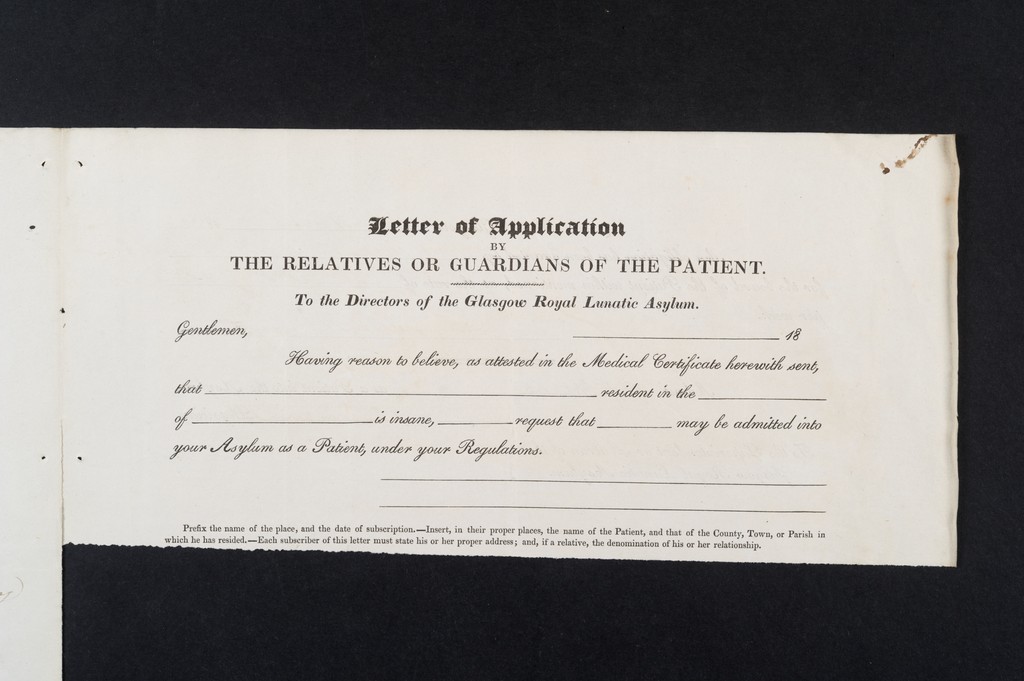 Letter of Application
BY
THE RELATIVES OR GUARDIANS OF THE PATIENT.
To the Directors of the Glasgow Royal Lunatic Asylum.
Gentlemen, 18
Having reason to believe, as attested in the Medical Certificate herewith sent,
that resident in the
of is insane, request that may be admitted into
your Asylum as a Patient, under your Regulations.
Prefix the name of the place, and the date of subscription.—Insert, in their proper places, the name of the Patient, and that of the County, Town, or Parish in
which he has resided.—Each subscriber of this letter must state his or her proper address; and, if a relative, the denomination of his or her relationship.